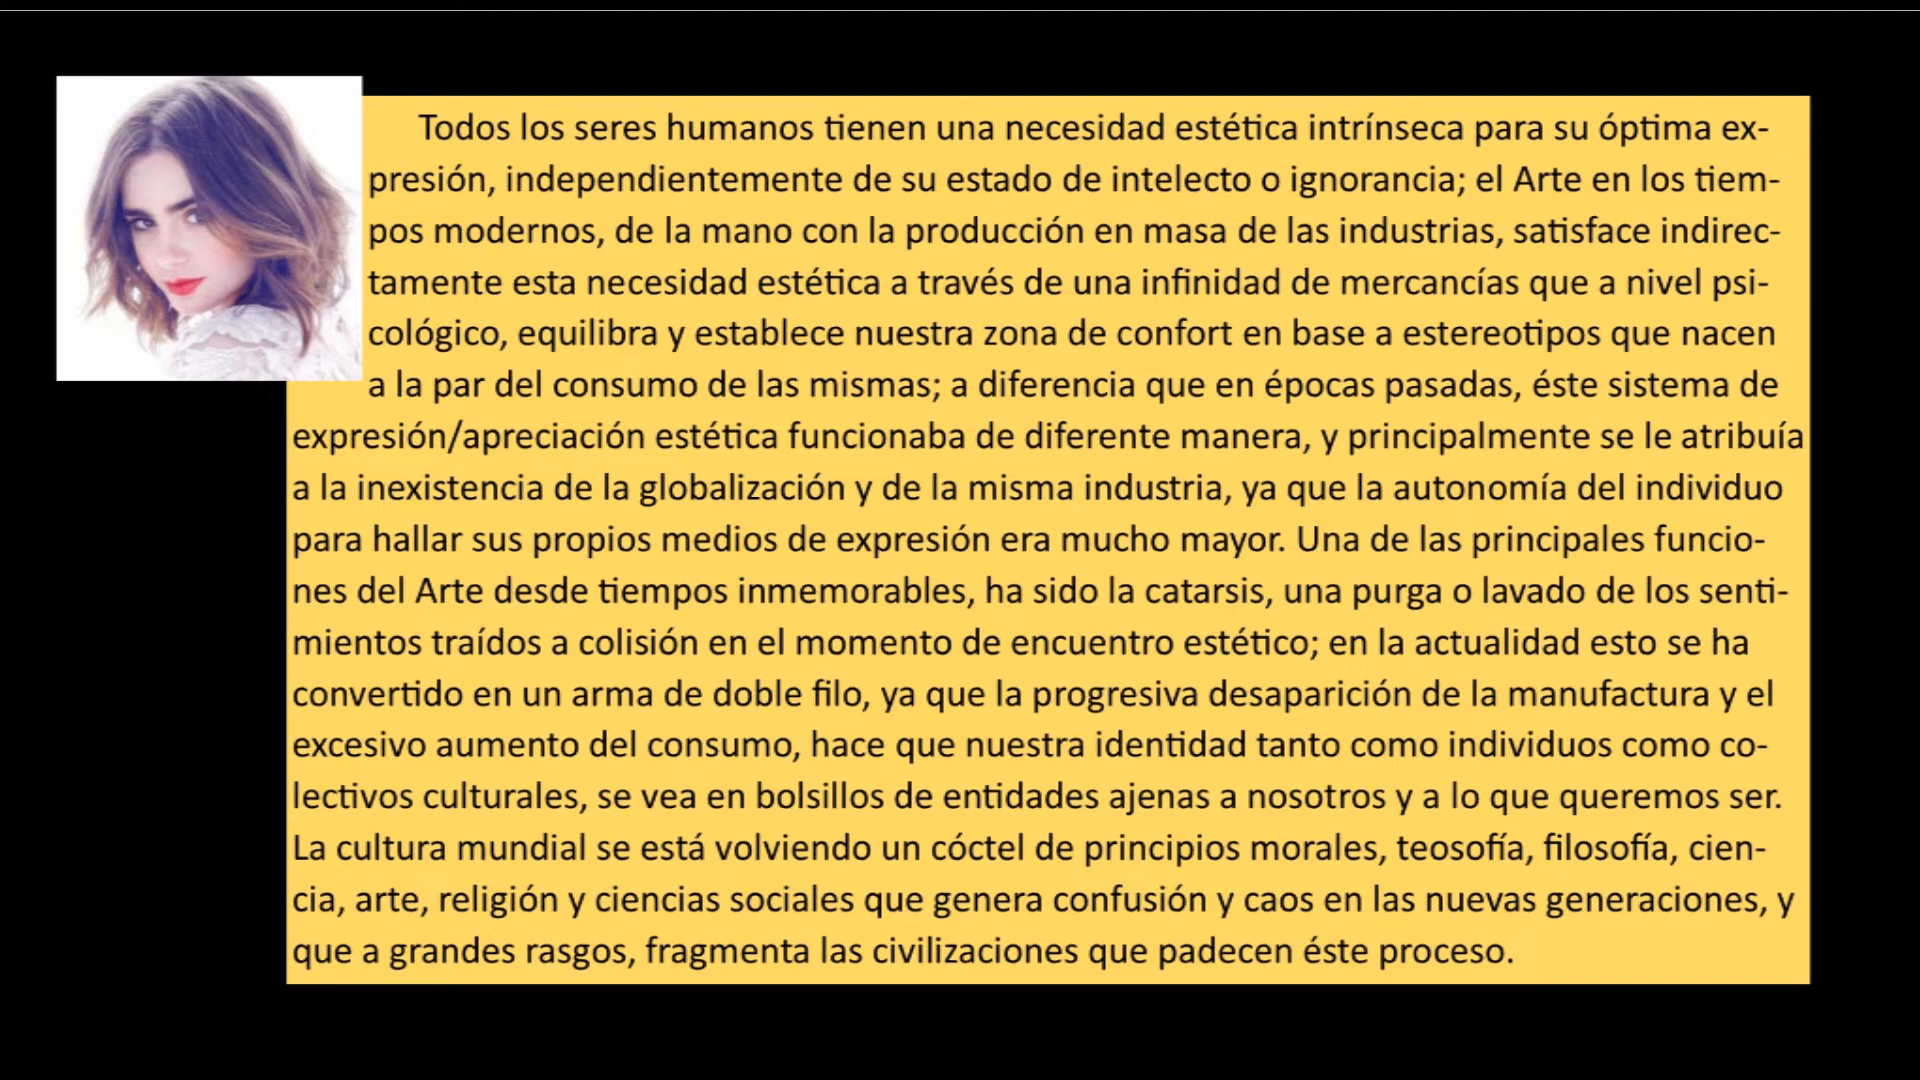 Todos los seres humanos tienen una necesidad estética intrínseca para su óptima ex-
presión, independientemente de su estado de intelecto o ignorancia; el Arte en los tiem-
pos modernos, de la mano con la producción en masa de las industrias, satisface indirec-
tamente esta necesidad estética a través de una infinidad de mercancías que a nivel psi-
cológico, equilibra y establece nuestra zona de confort en base a estereotipos que nacen
a la par del consumo de las mismas; a diferencia que en épocas pasadas, éste sistema de
expresión/apreciación estética funcionaba de diferente manera, y principalmente se le atribuía
a la inexistencia de la globalización y de la misma industria, ya que la autonomía del individuo
para hallar sus propios medios de expresión era mucho mayor. Una de las principales funcio-
nes del Arte desde tiempos inmemorables, ha sido la catarsis, una purga o lavado de los senti-
mientos traídos a colisión en el momento de encuentro estético; en la actualidad esto se ha
convertido en un arma de doble filo, ya que la progresiva desaparición de la manufactura y el
excesivo aumento del consumo, hace que nuestra identidad tanto como individuos como co-
lectivos culturales, se vea en bolsillos de entidades ajenas a nosotros y a lo que queremos ser.
La cultura mundial se está volviendo un cóctel de principios morales, teosofía, filosofía, cien-
cia, arte, religión y ciencias sociales que genera confusión y caos en las nuevas generaciones, y
que a grandes rasgos, fragmenta las civilizaciones que padecen éste proceso.